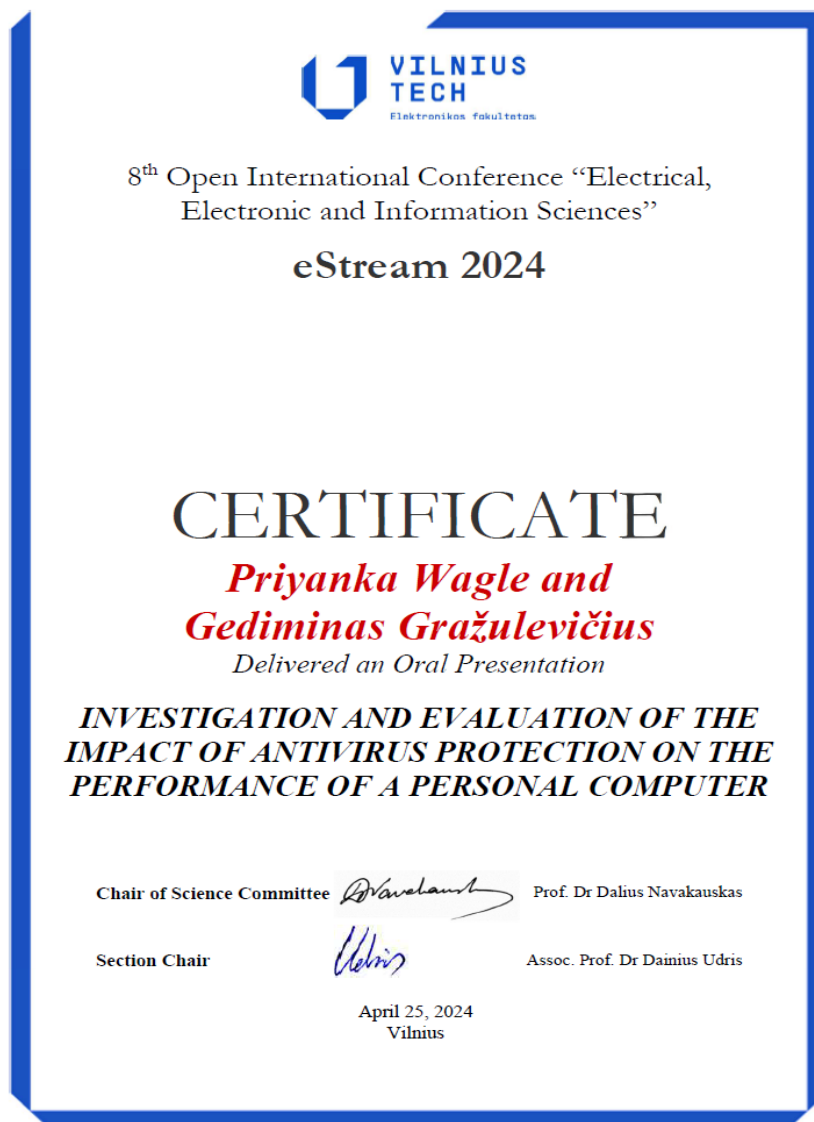 VILNIUS
TECH
Elektronikos fakultetas
8th Open International Conference “Electrical,
Electronic and Information Sciences”
eStream 2024
CERTIFICATE
Priyanka Wagle and
Gediminas Gražulevičius
Delivered an Oral Presentation
INVESTIGATION AND EVALUATION OF THE
IMPACT OF ANTIVIRUS PROTECTION ON THE
PERFORMANCE OF A PERSONAL COMPUTER
Chair of Science Committee Prof. Dr Dalius Navakauskas
Section Chair Assoc. Prof. Dr Dainius Udris
April 25, 2024
Vilnius